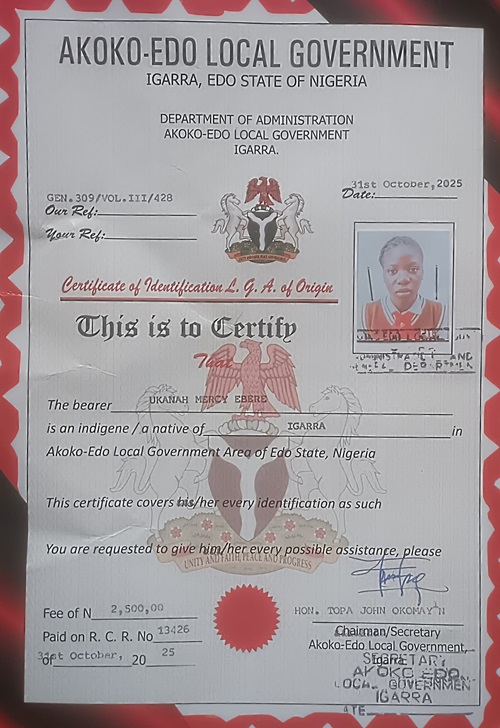 AKOKO-EDO LOCAL GOVERNMENT
IGARRA, EDO STATE OF NIGERIA
DEPARTMENT OF ADMINISTRATION
AKOKO-EDO LOCAL GOVERNMENT
IGARRA.
31st October,2025
Date:
GEN.309/VOL.III/428
Our Ref:
Your Ref:
Certificate of Identification L. G. A. of Origin
This is to Certify
That
AND
The bearer UKANAH MERCY EBERE
is an indigene / a native of IGARRA in
Akoko-Edo Local Government Area of Edo State, Nigeria
This certificate covers his/her every identification as such
You are requested to give him/her every possible assistance, please
UNITY AND FAITH, PEACE AND PROGRESS
Fee of N 2,500,00
HON. TOPA JOHN OKOMAYIN
Paid on R. C. R. No 13426
Chairman/Secretary
Akoko-Edo Local Government,
Igarra
31st October, 20 25
of
SECRETARY
AKOKO EDO
LOCAL GOVERNMEN
IGARRA